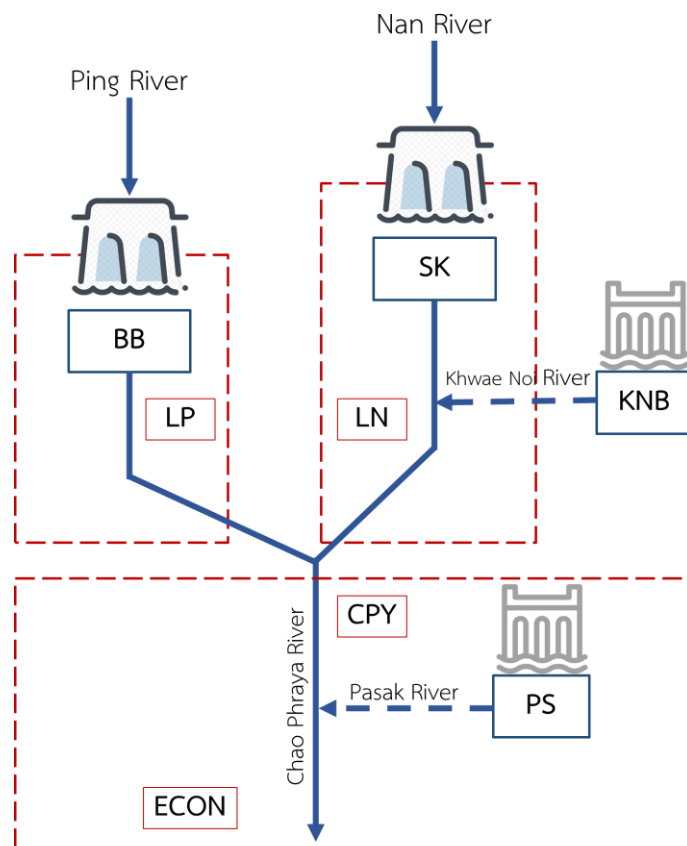 Nan River
Ping River
SK
BB
Khwae Noi River
KNB
LP
LN
CPY
Chao Phraya River
Pasak River
PS
ECON